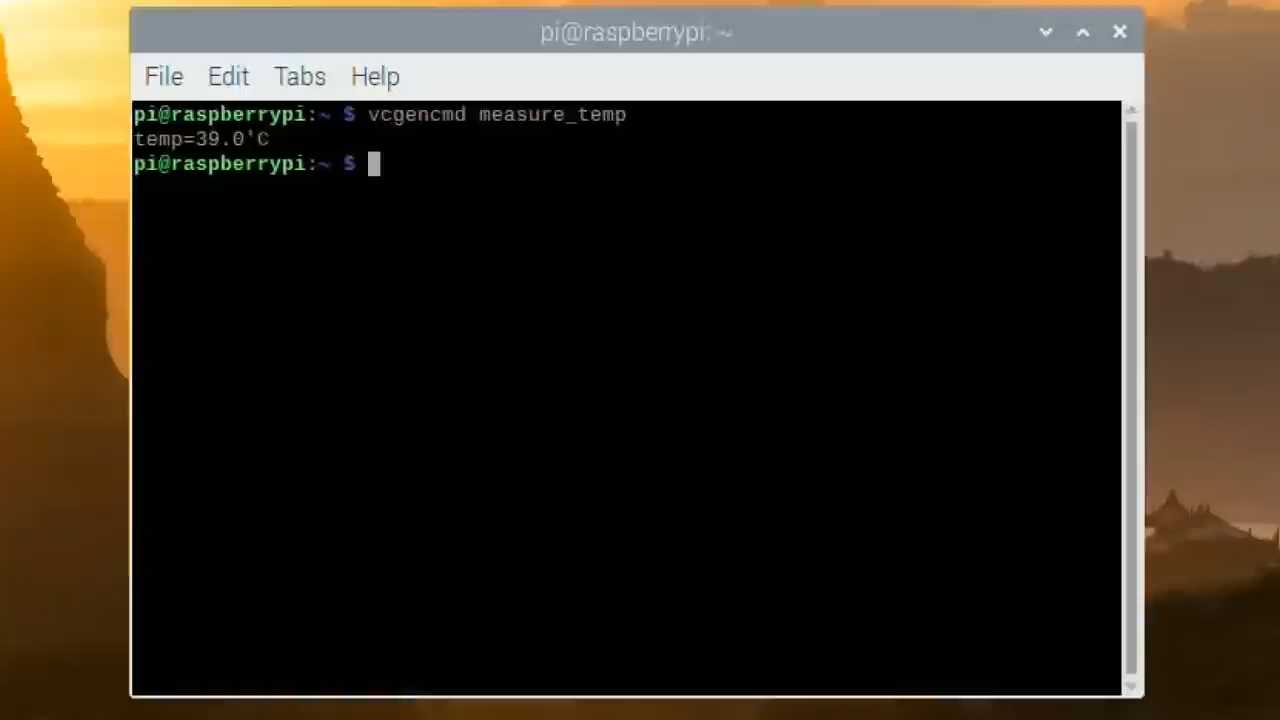 pi@raspberrypi: ~
File Edit Tabs Help
pi@raspberrypi:~ $ vcgencmd measure_temp
temp=39.0'C
pi@raspberrypi:~ $